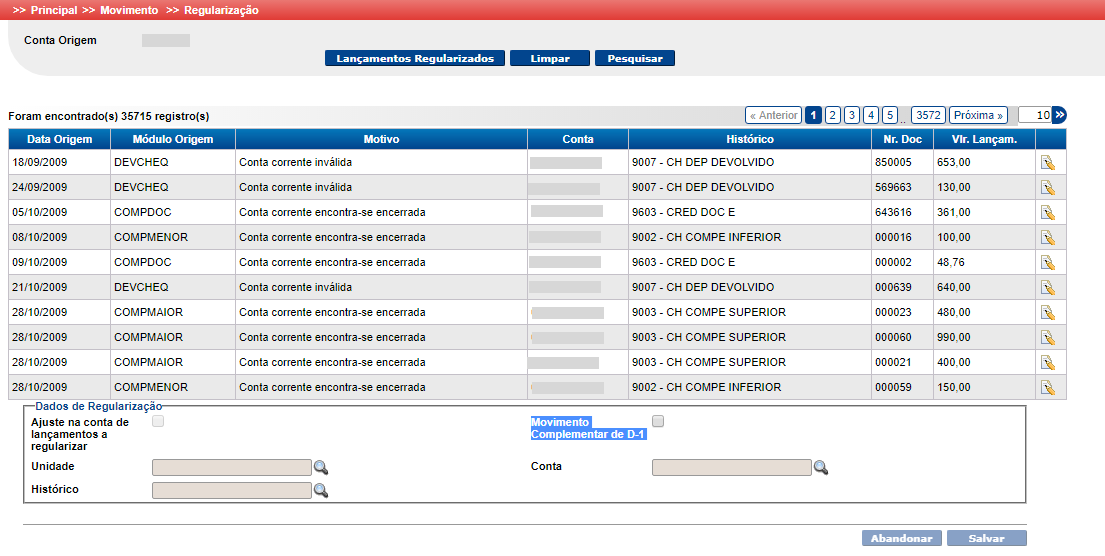 >> Principal >> Movimento >> Regularização
Conta Origem
Lançamentos Regularizados Limpar Pesquisar
Foram encontrado(s) 35715 registro(s) « Anterior 1 2 3 4 5 .. 3572 Próxima » 10 »
Data Origem Módulo Origem Motivo Conta Histórico Nr. Doc Vlr. Lançam.
18/09/2009 DEVCHEQ Conta corrente inválida 9007 - CH DEP DEVOLVIDO 850005 653,00
24/09/2009 DEVCHEQ Conta corrente inválida 9007 - CH DEP DEVOLVIDO 569663 130,00
05/10/2009 COMPDOC Conta corrente encontra-se encerrada 9603 - CRED DOC E 643616 361,00
08/10/2009 COMPMENOR Conta corrente encontra-se encerrada 9002 - CH COMPE INFERIOR 000016 100,00
09/10/2009 COMPDOC Conta corrente encontra-se encerrada 9603 - CRED DOC E 000002 48,76
21/10/2009 DEVCHEQ Conta corrente inválida 9007 - CH DEP DEVOLVIDO 000639 640,00
28/10/2009 COMPMAIOR Conta corrente encontra-se encerrada 9003 - CH COMPE SUPERIOR 000023 480,00
28/10/2009 COMPMAIOR Conta corrente encontra-se encerrada 9003 - CH COMPE SUPERIOR 000060 990,00
28/10/2009 COMPMAIOR Conta corrente encontra-se encerrada 9003 - CH COMPE SUPERIOR 000021 400,00
28/10/2009 COMPMENOR Conta corrente encontra-se encerrada 9002 - CH COMPE INFERIOR 000059 150,00
Dados de Regularização
Ajuste na conta de
lançamentos a
regularizar
Movimento
Complementar de D-1
Unidade Conta
Histórico
Abandonar Salvar